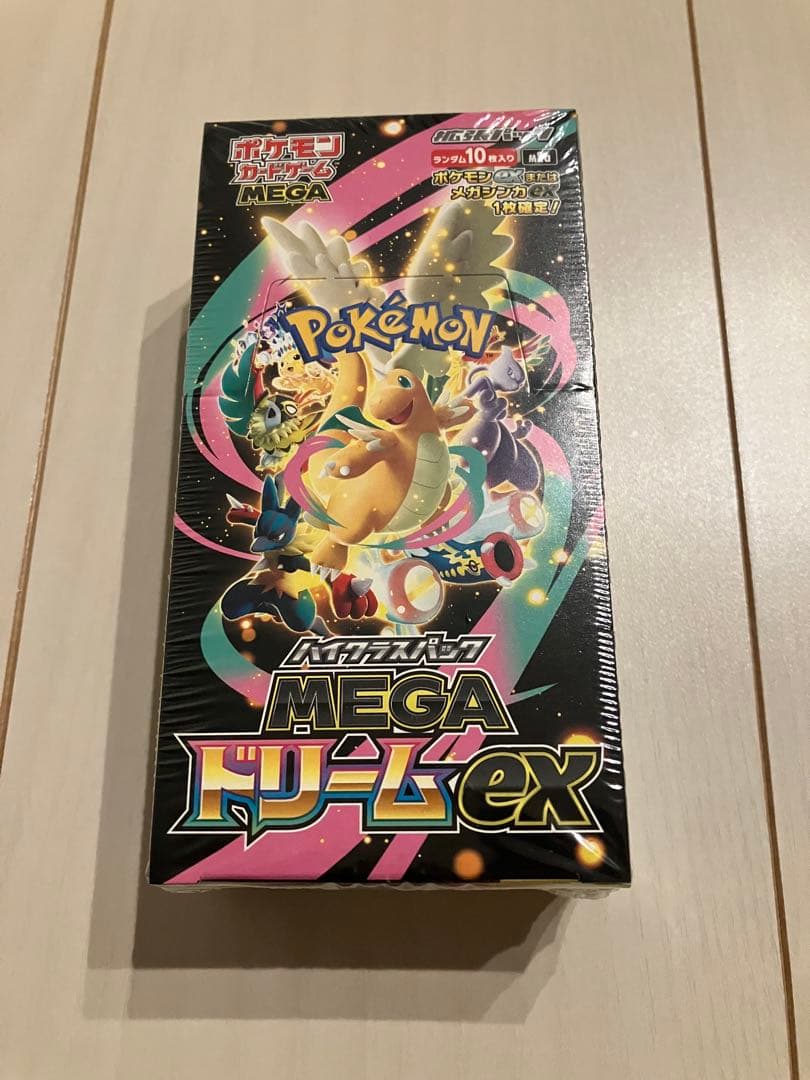 ポケモン
カードゲーム
MEGA
ランダム10枚入り
ポケモンexまたは
メガシンカex
1枚確定!
POKéMON
ハイクラスパック
MEGA
ドリームex